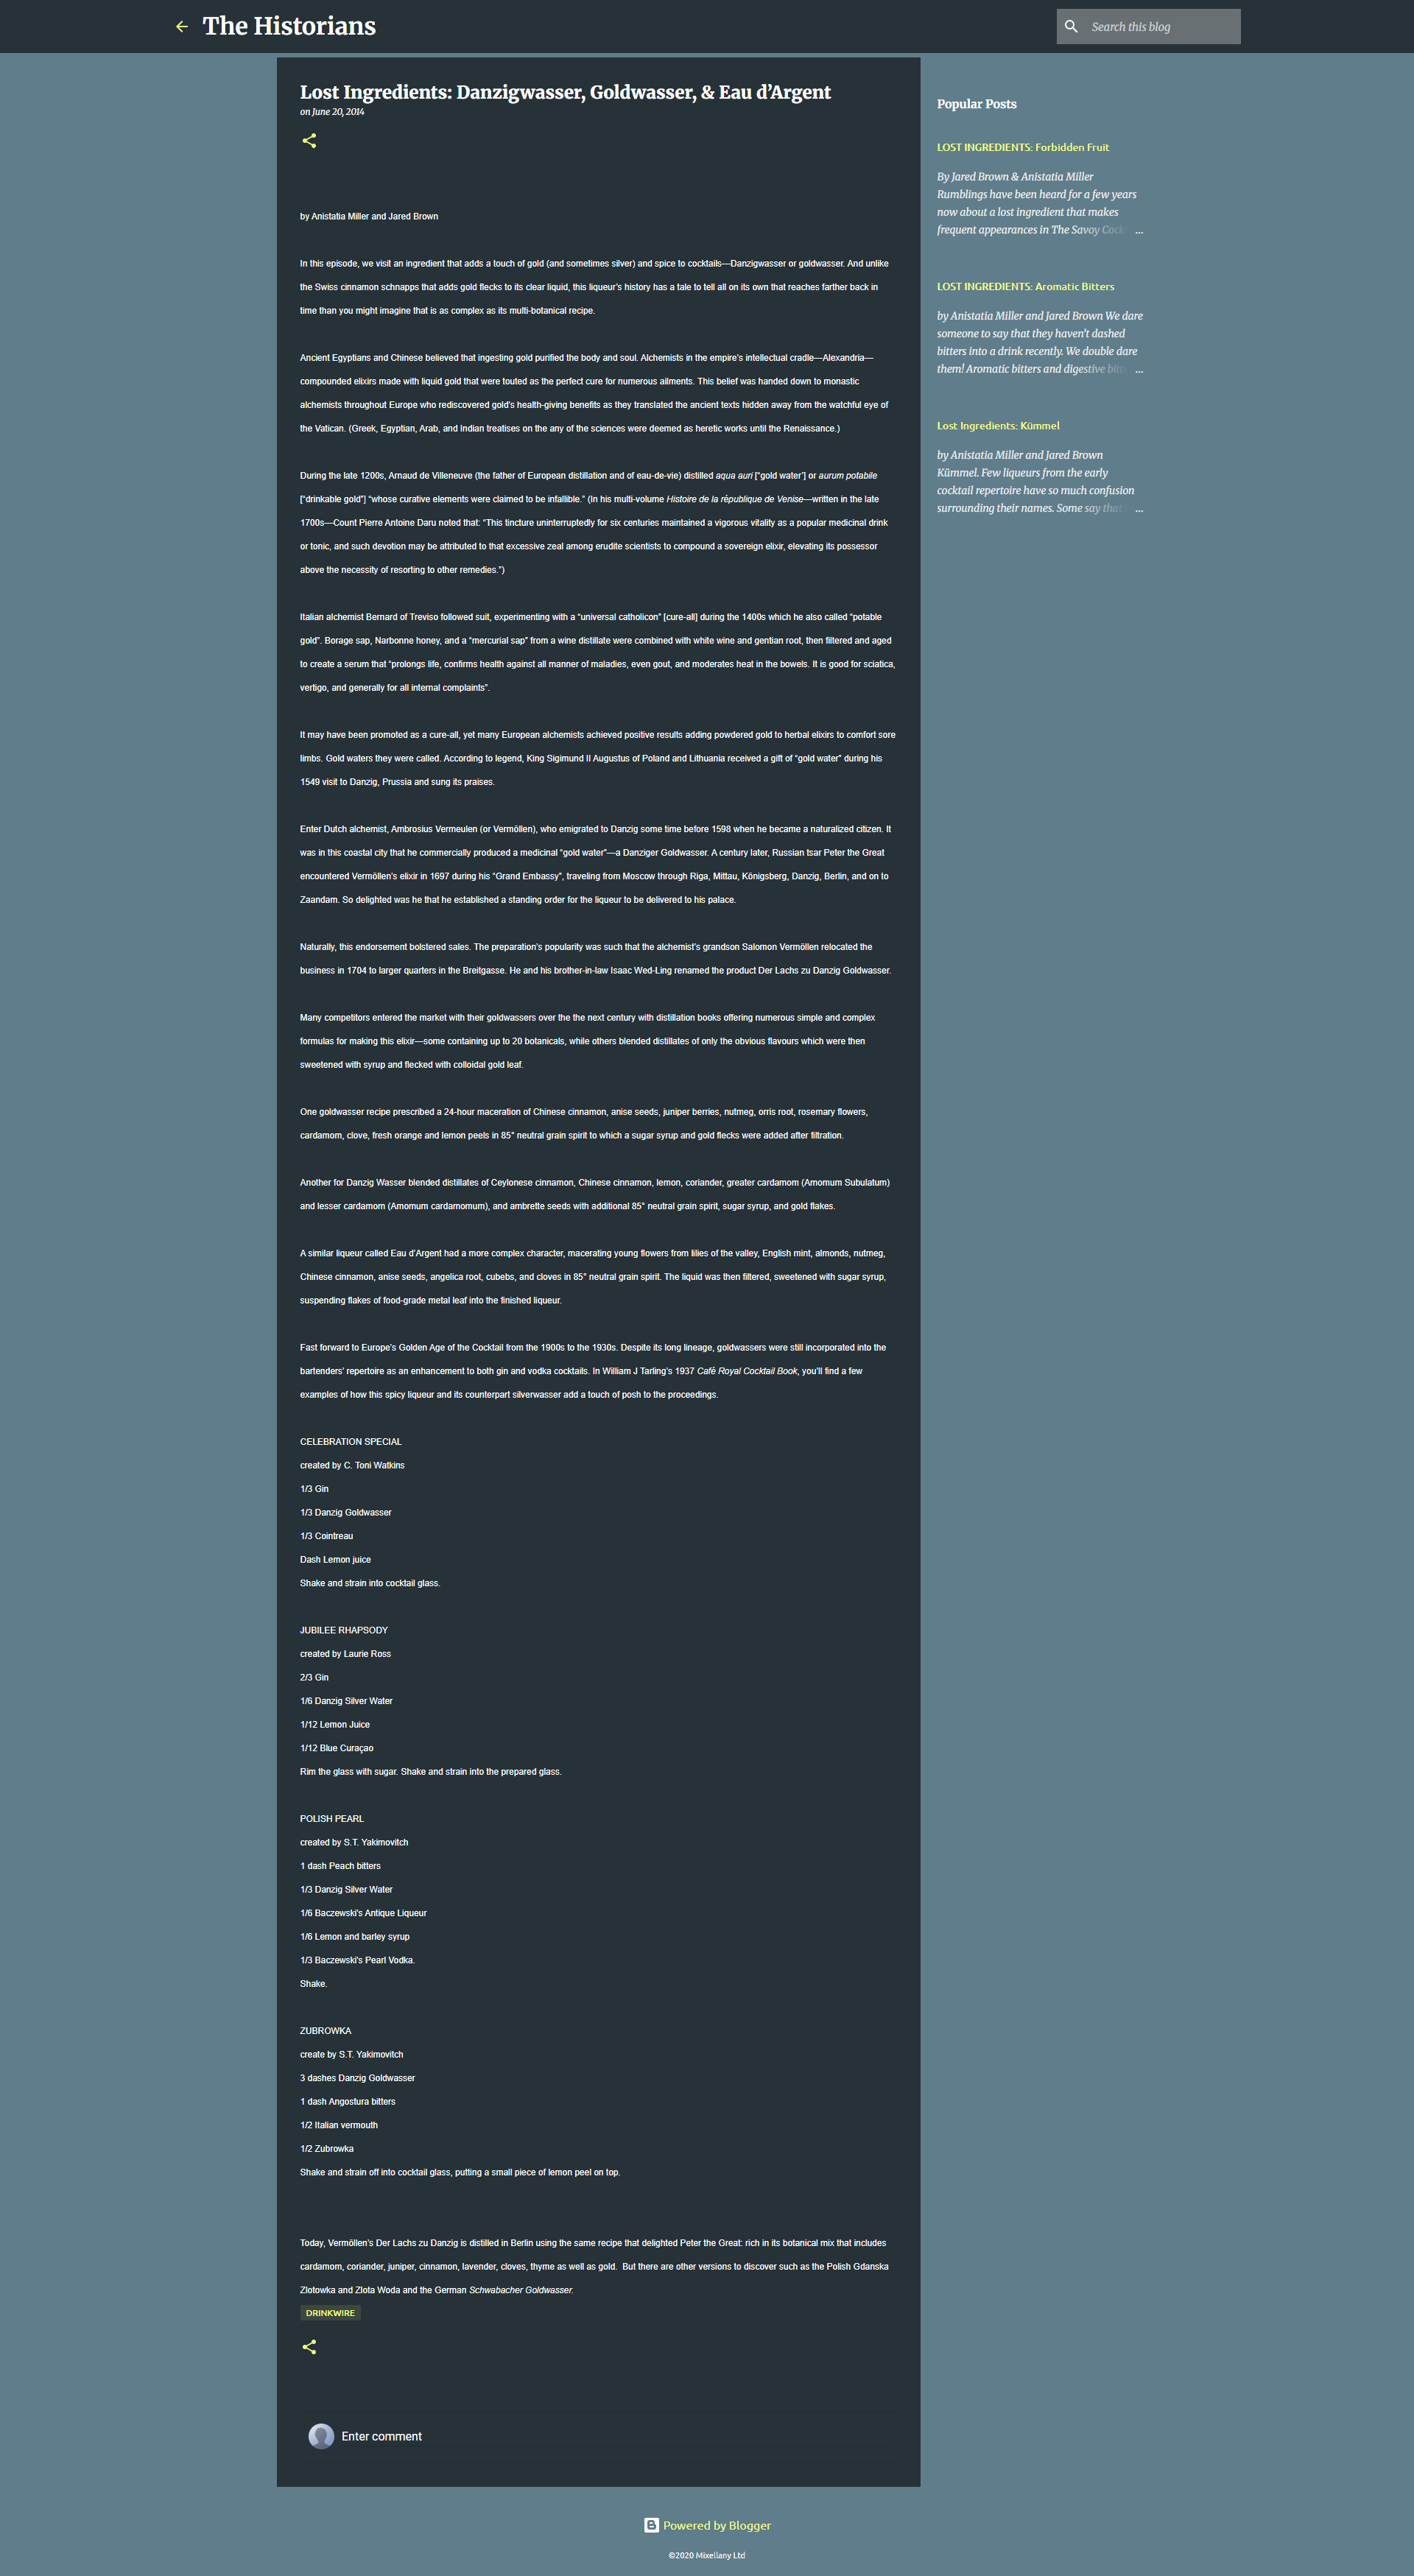 The Historians
Search this blog
Lost Ingredients: Danzigwasser, Goldwasser, & Eau d’Argent
on June 20, 2014
by Anistatia Miller and Jared Brown
In this episode, we visit an ingredient that adds a touch of gold (and sometimes silver) and spice to cocktails—Danzigwasser or goldwasser. And unlike
the Swiss cinnamon schnapps that adds gold flecks to its clear liquid, this liqueur’s history has a tale to tell all on its own that reaches farther back in
time than you might imagine that is as complex as its multi-botanical recipe.
Ancient Egyptians and Chinese believed that ingesting gold purified the body and soul. Alchemists in the empire’s intellectual cradle—Alexandria—
compounded elixirs made with liquid gold that were touted as the perfect cure for numerous ailments. This belief was handed down to monastic
alchemists throughout Europe who rediscovered gold’s health-giving benefits as they translated the ancient texts hidden away from the watchful eye of
the Vatican. (Greek, Egyptian, Arab, and Indian treatises on the any of the sciences were deemed as heretic works until the Renaissance.)
During the late 1200s, Arnaud de Villeneuve (the father of European distillation and of eau-de-vie) distilled aqua auri [“gold water’] or aurum potabile
[“drinkable gold”] “whose curative elements were claimed to be infallible.” (In his multi-volume Histoire de la république de Venise—written in the late
1700s—Count Pierre Antoine Daru noted that: “This tincture uninterruptedly for six centuries maintained a vigorous vitality as a popular medicinal drink
or tonic, and such devotion may be attributed to that excessive zeal among erudite scientists to compound a sovereign elixir, elevating its possessor
above the necessity of resorting to other remedies.”)
Italian alchemist Bernard of Treviso followed suit, experimenting with a “universal catholicon” [cure-all] during the 1400s which he also called “potable
gold”. Borage sap, Narbonne honey, and a “mercurial sap” from a wine distillate were combined with white wine and gentian root, then filtered and aged
to create a serum that “prolongs life, confirms health against all manner of maladies, even gout, and moderates heat in the bowels. It is good for sciatica,
vertigo, and generally for all internal complaints”.
It may have been promoted as a cure-all, yet many European alchemists achieved positive results adding powdered gold to herbal elixirs to comfort sore
limbs. Gold waters they were called. According to legend, King Sigimund II Augustus of Poland and Lithuania received a gift of “gold water” during his
1549 visit to Danzig, Prussia and sung its praises.
Enter Dutch alchemist, Ambrosius Vermeulen (or Vermöllen), who emigrated to Danzig some time before 1598 when he became a naturalized citizen. It
was in this coastal city that he commercially produced a medicinal “gold water”—a Danziger Goldwasser. A century later, Russian tsar Peter the Great
encountered Vermöllen’s elixir in 1697 during his “Grand Embassy”, traveling from Moscow through Riga, Mittau, Königsberg, Danzig, Berlin, and on to
Zaandam. So delighted was he that he established a standing order for the liqueur to be delivered to his palace.
Naturally, this endorsement bolstered sales. The preparation’s popularity was such that the alchemist’s grandson Salomon Vermöllen relocated the
business in 1704 to larger quarters in the Breitgasse. He and his brother-in-law Isaac Wed-Ling renamed the product Der Lachs zu Danzig Goldwasser.
Many competitors entered the market with their goldwassers over the the next century with distillation books offering numerous simple and complex
formulas for making this elixir—some containing up to 20 botanicals, while others blended distillates of only the obvious flavours which were then
sweetened with syrup and flecked with colloidal gold leaf.
One goldwasser recipe prescribed a 24-hour maceration of Chinese cinnamon, anise seeds, juniper berries, nutmeg, orris root, rosemary flowers,
cardamom, clove, fresh orange and lemon peels in 85° neutral grain spirit to which a sugar syrup and gold flecks were added after filtration.
Another for Danzig Wasser blended distillates of Ceylonese cinnamon, Chinese cinnamon, lemon, coriander, greater cardamom (Amomum Subulatum)
and lesser cardamom (Amomum cardamomum), and ambrette seeds with additional 85° neutral grain spirit, sugar syrup, and gold flakes.
A similar liqueur called Eau d’Argent had a more complex character, macerating young flowers from lilies of the valley, English mint, almonds, nutmeg,
Chinese cinnamon, anise seeds, angelica root, cubebs, and cloves in 85° neutral grain spirit. The liquid was then filtered, sweetened with sugar syrup,
suspending flakes of food-grade metal leaf into the finished liqueur.
Fast forward to Europe’s Golden Age of the Cocktail from the 1900s to the 1930s. Despite its long lineage, goldwassers were still incorporated into the
bartenders’ repertoire as an enhancement to both gin and vodka cocktails. In William J Tarling’s 1937 Café Royal Cocktail Book, you’ll find a few
examples of how this spicy liqueur and its counterpart silverwasser add a touch of posh to the proceedings.
CELEBRATION SPECIAL
created by C. Toni Watkins
1/3 Gin
1/3 Danzig Goldwasser
1/3 Cointreau
Dash Lemon juice
Shake and strain into cocktail glass.
JUBILEE RHAPSODY
created by Laurie Ross
2/3 Gin
1/6 Danzig Silver Water
1/12 Lemon Juice
1/12 Blue Curaçao
Rim the glass with sugar. Shake and strain into the prepared glass.
POLISH PEARL
created by S.T. Yakimovitch
1 dash Peach bitters
1/3 Danzig Silver Water
1/6 Baczewski's Antique Liqueur
1/6 Lemon and barley syrup
1/3 Baczewski's Pearl Vodka.
Shake.
ZUBROWKA
create by S.T. Yakimovitch
3 dashes Danzig Goldwasser
1 dash Angostura bitters
1/2 Italian vermouth
1/2 Zubrowka
Shake and strain off into cocktail glass, putting a small piece of lemon peel on top.
Today, Vermöllen’s Der Lachs zu Danzig is distilled in Berlin using the same recipe that delighted Peter the Great: rich in its botanical mix that includes
cardamom, coriander, juniper, cinnamon, lavender, cloves, thyme as well as gold.  But there are other versions to discover such as the Polish Gdanska
Zlotowka and Zlota Woda and the German Schwabacher Goldwasser.
DRINKWIRE
Enter comment
Popular Posts
LOST INGREDIENTS: Forbidden Fruit
By Jared Brown & Anistatia Miller
Rumblings have been heard for a few years
now about a lost ingredient that makes
frequent appearances in The Savoy Cock ...
LOST INGREDIENTS: Aromatic Bitters
by Anistatia Miller and Jared Brown We dare
someone to say that they haven’t dashed
bitters into a drink recently. We double dare
them! Aromatic bitters and digestive bitt ...
Lost Ingredients: Kümmel
by Anistatia Miller and Jared Brown
Kümmel. Few liqueurs from the early
cocktail repertoire have so much confusion
surrounding their names. Some say that ...
Powered by Blogger
©2020 Mixellany Ltd